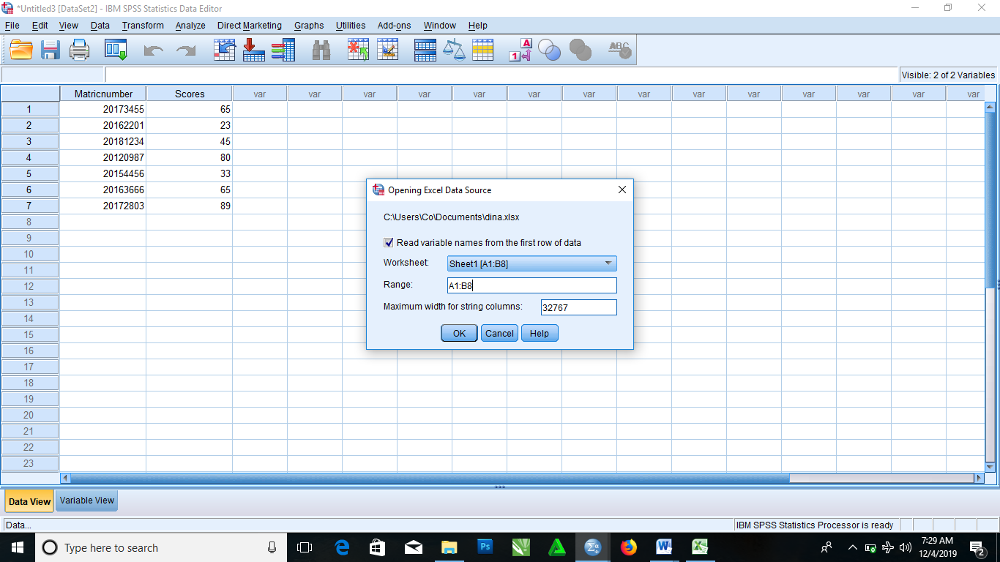 *Untitled3 [DataSet2] - IBM SPSS Statistics Data Editor
File Edit View Data Transform Analyze Direct Marketing Graphs Utilities Add-ons Window Help
A
1
ABC
Visible: 2 of 2 Variables
Matricnumber Scores var var var var var var var var var var var var var var
1 20173455 65
2 20162201 23
3 20181234 45
4 20120987 80
5 20154456 33
6 20163666 65
7 20172803 89
8
9
10
11
12
13
14
15
16
17
18
19
20
21
22
23
Opening Excel Data Source
C:\Users\Co\Documents\dina.xlsx
Read variable names from the first row of data
Worksheet: Sheet1 [A1:B8]
Range: A1:B8
Maximum width for string columns: 32767
OK Cancel Help
Data View Variable View
Data... IBM SPSS Statistics Processor is ready
Type here to search
Ps
7:29 AM
12/4/2019
2